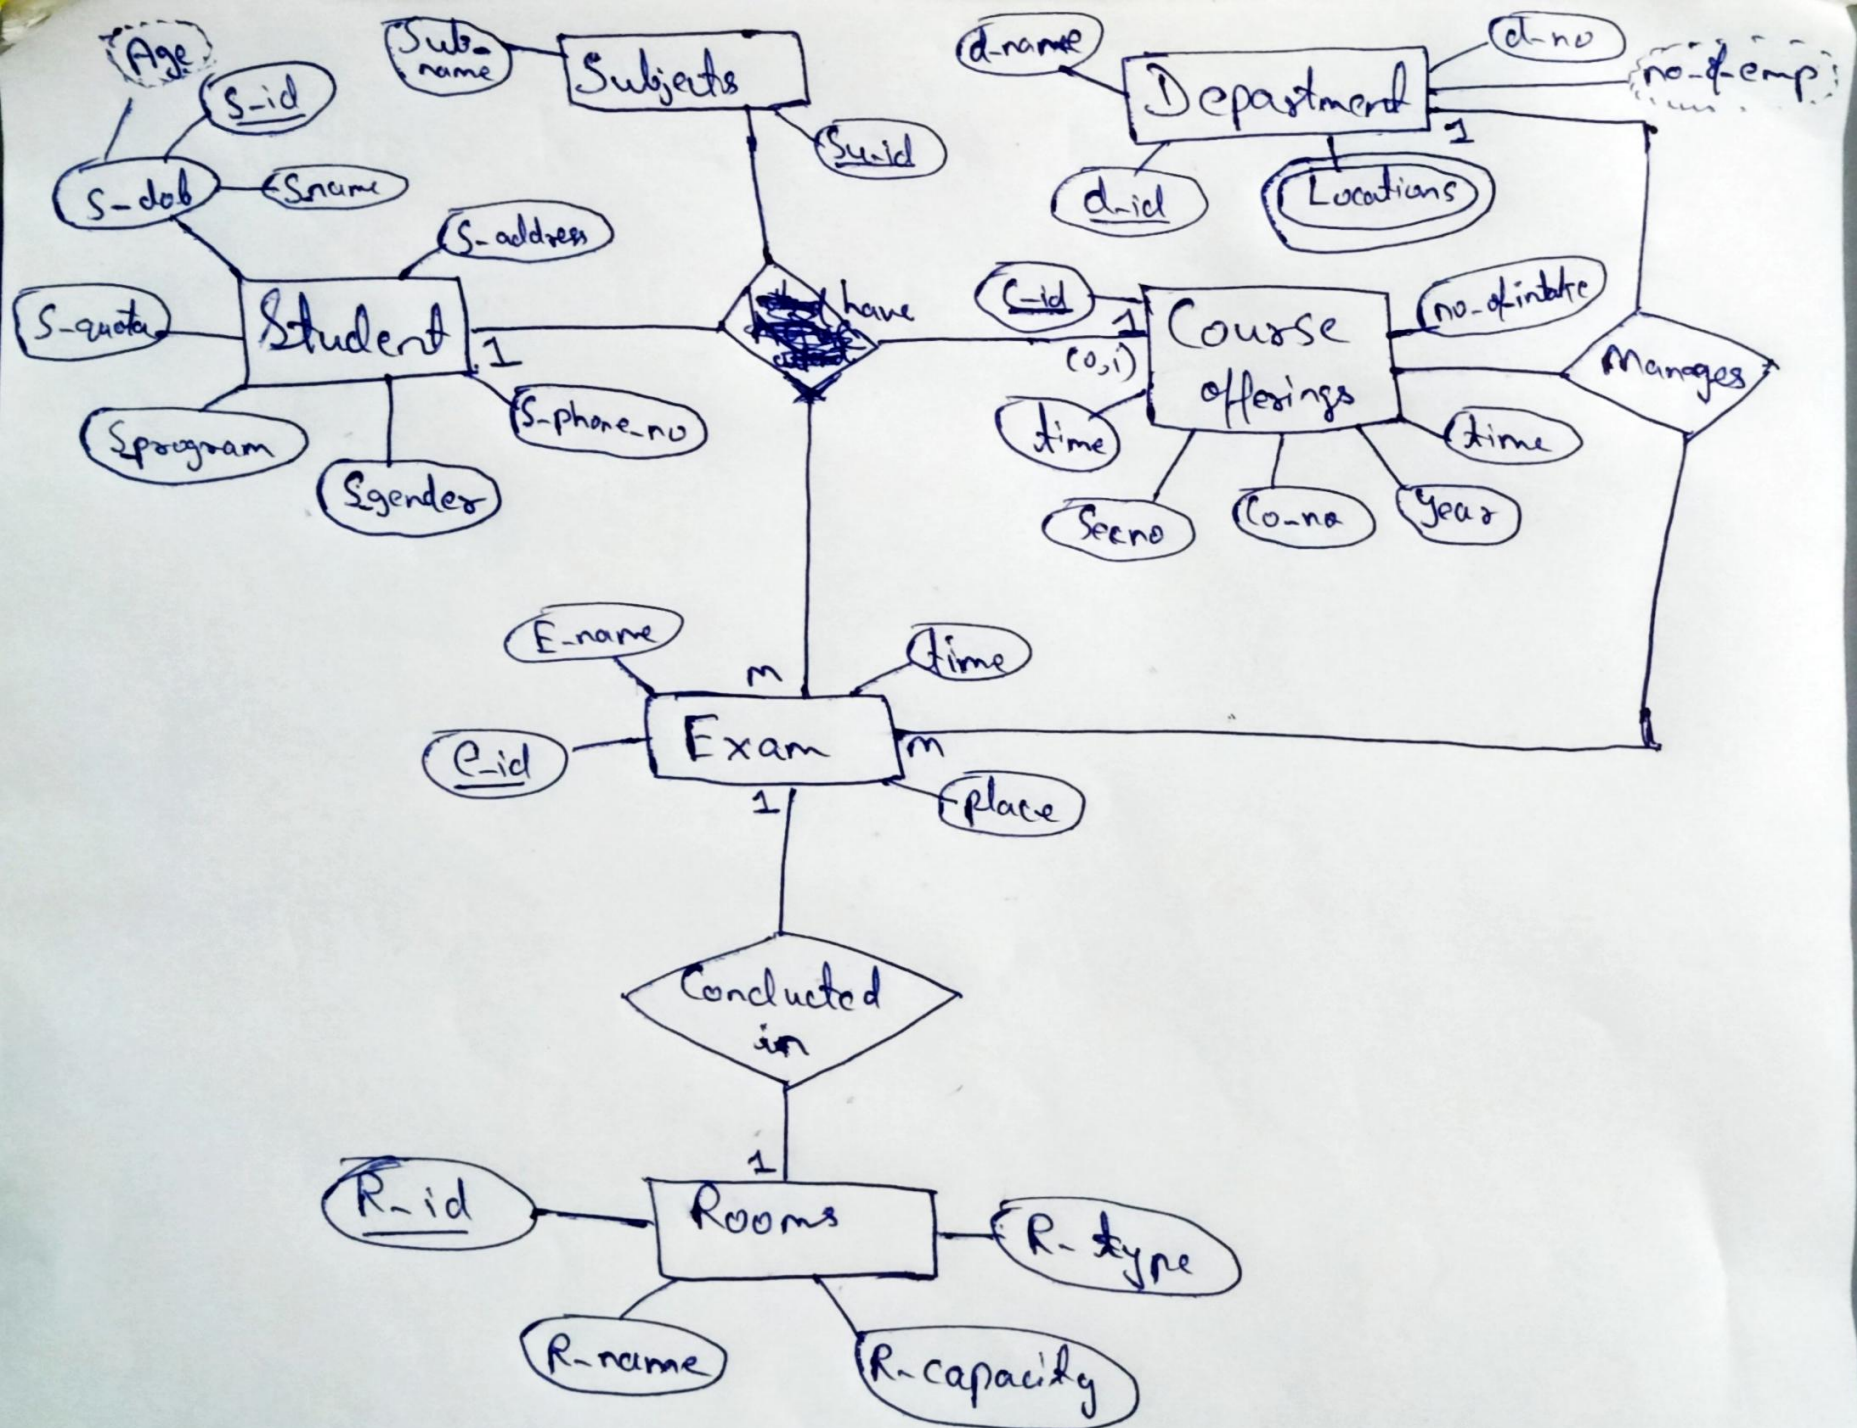 Age
S-id
S-dob
Sname
Sub-
name
Subjects
Su-id
d-name
Department
d-no
no-of-emp
1
d-id
Locations
S-address
S-quota
Student
1
Sprogram
Sgender
S-phone-no
have
C-id
1
(0,1)
Course
offerings
no-of-intake
Manages
time
time
Secno
Co-no
Year
E-name
time
m
e-id
Exam
m
place
1
Conducted
in
1
R-id
Rooms
R-type
R-name
R-capacity